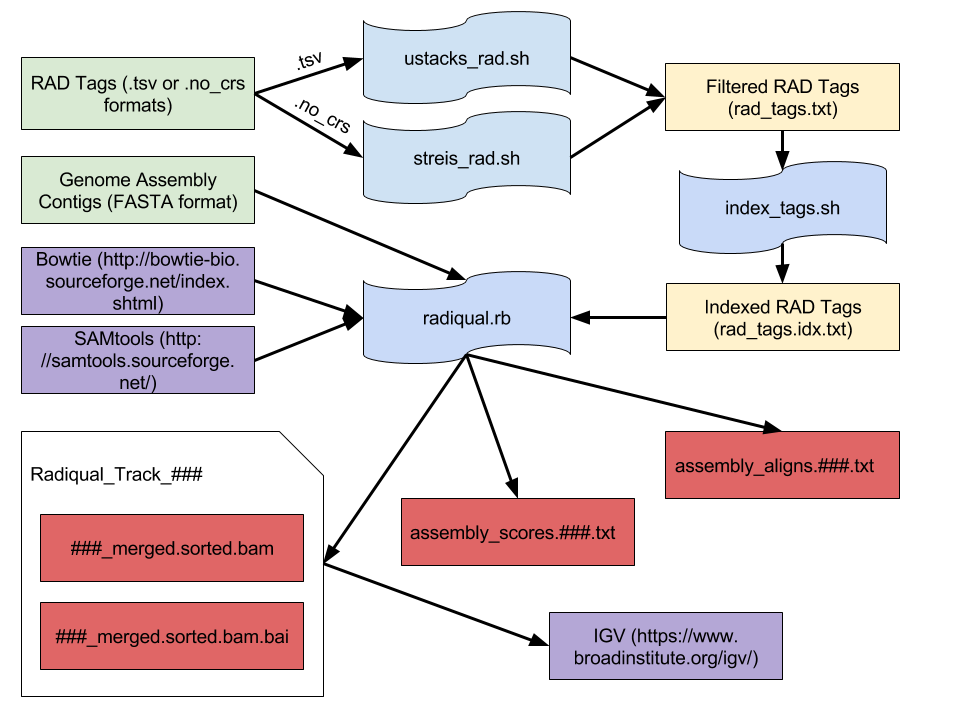 RAD Tags (.tsv or .no_crs
formats)
.tsv
.no_crs
ustacks_rad.sh
streis_rad.sh
Filtered RAD Tags
(rad_tags.txt)
Genome Assembly
Contigs (FASTA format)
index_tags.sh
Bowtie (http://bowtie-bio.
sourceforge.net/index.
shtml)
SAMtools (http:
//samtools.sourceforge.
net/)
radiqual.rb
Indexed RAD Tags
(rad_tags.idx.txt)
Radiqual_Track_###
###_merged.sorted.bam
###_merged.sorted.bam.bai
assembly_scores.###.txt
assembly_aligns.###.txt
IGV (https://www.
broadinstitute.org/igv/)